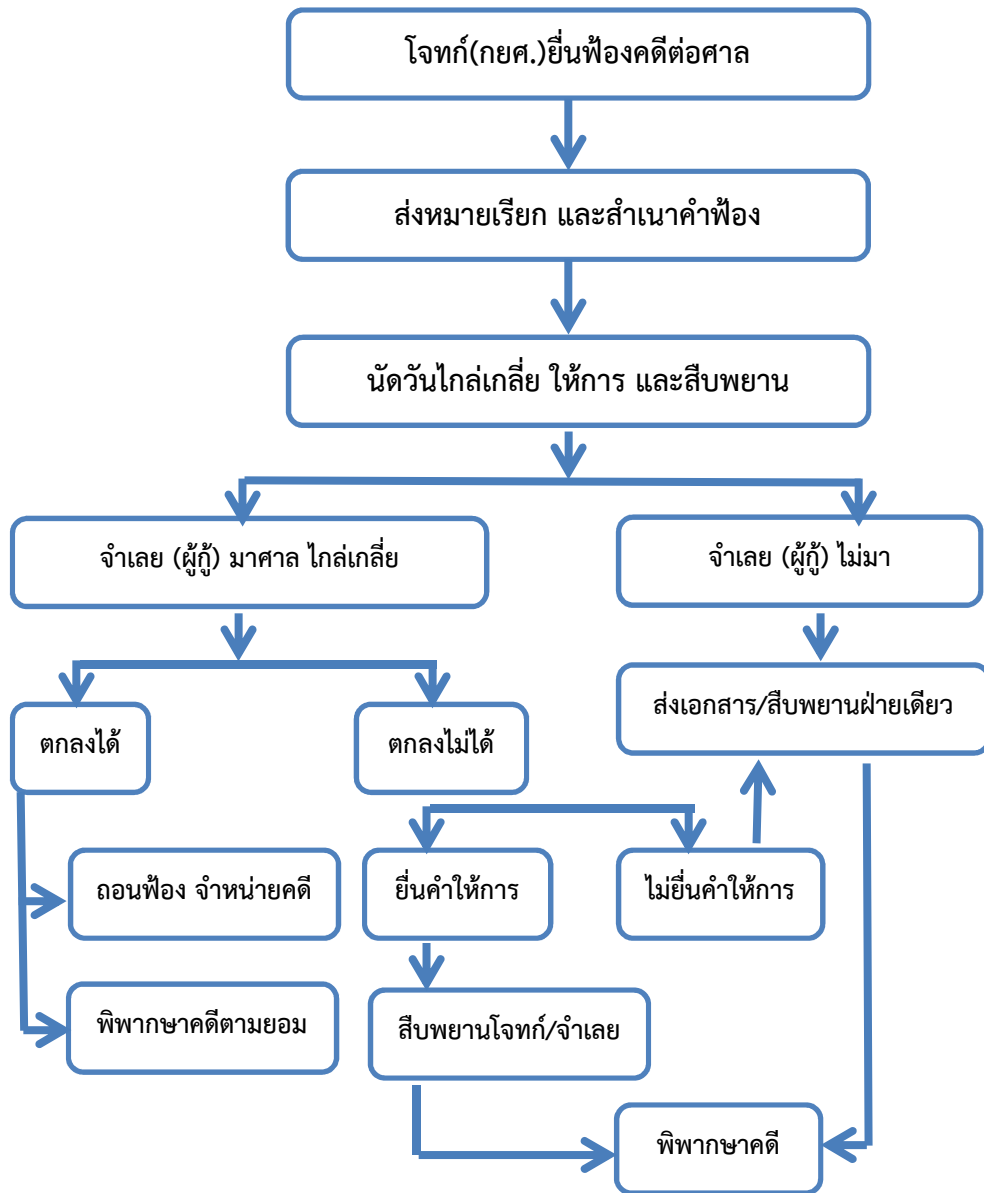 โจทก์(กยศ.)ยื่นฟ้องคดีต่อศาล
ส่งหมายเรียก และสำเนาคำฟ้อง
นัดวันไกล่เกลี่ย ให้การ และสืบพยาน
จำเลย (ผู้กู้) มาศาล ไกล่เกลี่ย
จำเลย (ผู้กู้) ไม่มา
ตกลงได้
ตกลงไม่ได้
ส่งเอกสาร/สืบพยานฝ่ายเดียว
ถอนฟ้อง จำหน่ายคดี
ยื่นคำให้การ
ไม่ยื่นคำให้การ
พิพากษาคดีตามยอม
สืบพยานโจทก์/จำเลย
พิพากษาคดี